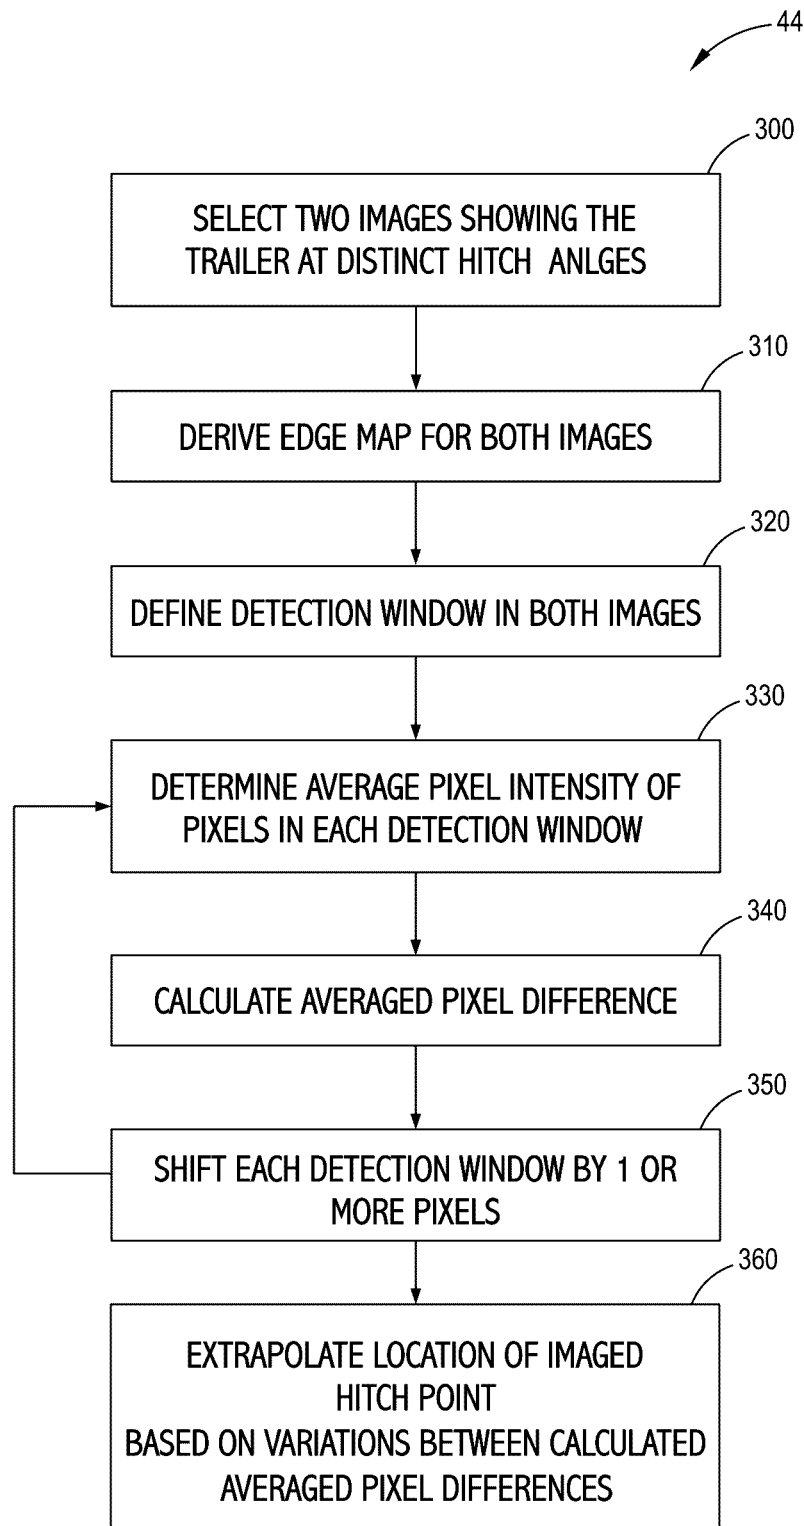 44
300
SELECT TWO IMAGES SHOWING THE
TRAILER AT DISTINCT HITCH ANLGES
310
DERIVE EDGE MAP FOR BOTH IMAGES
320
DEFINE DETECTION WINDOW IN BOTH IMAGES
330
DETERMINE AVERAGE PIXEL INTENSITY OF
PIXELS IN EACH DETECTION WINDOW
340
CALCULATE AVERAGED PIXEL DIFFERENCE
350
SHIFT EACH DETECTION WINDOW BY 1 OR
MORE PIXELS
360
EXTRAPOLATE LOCATION OF IMAGED
HITCH POINT
BASED ON VARIATIONS BETWEEN CALCULATED
AVERAGED PIXEL DIFFERENCES